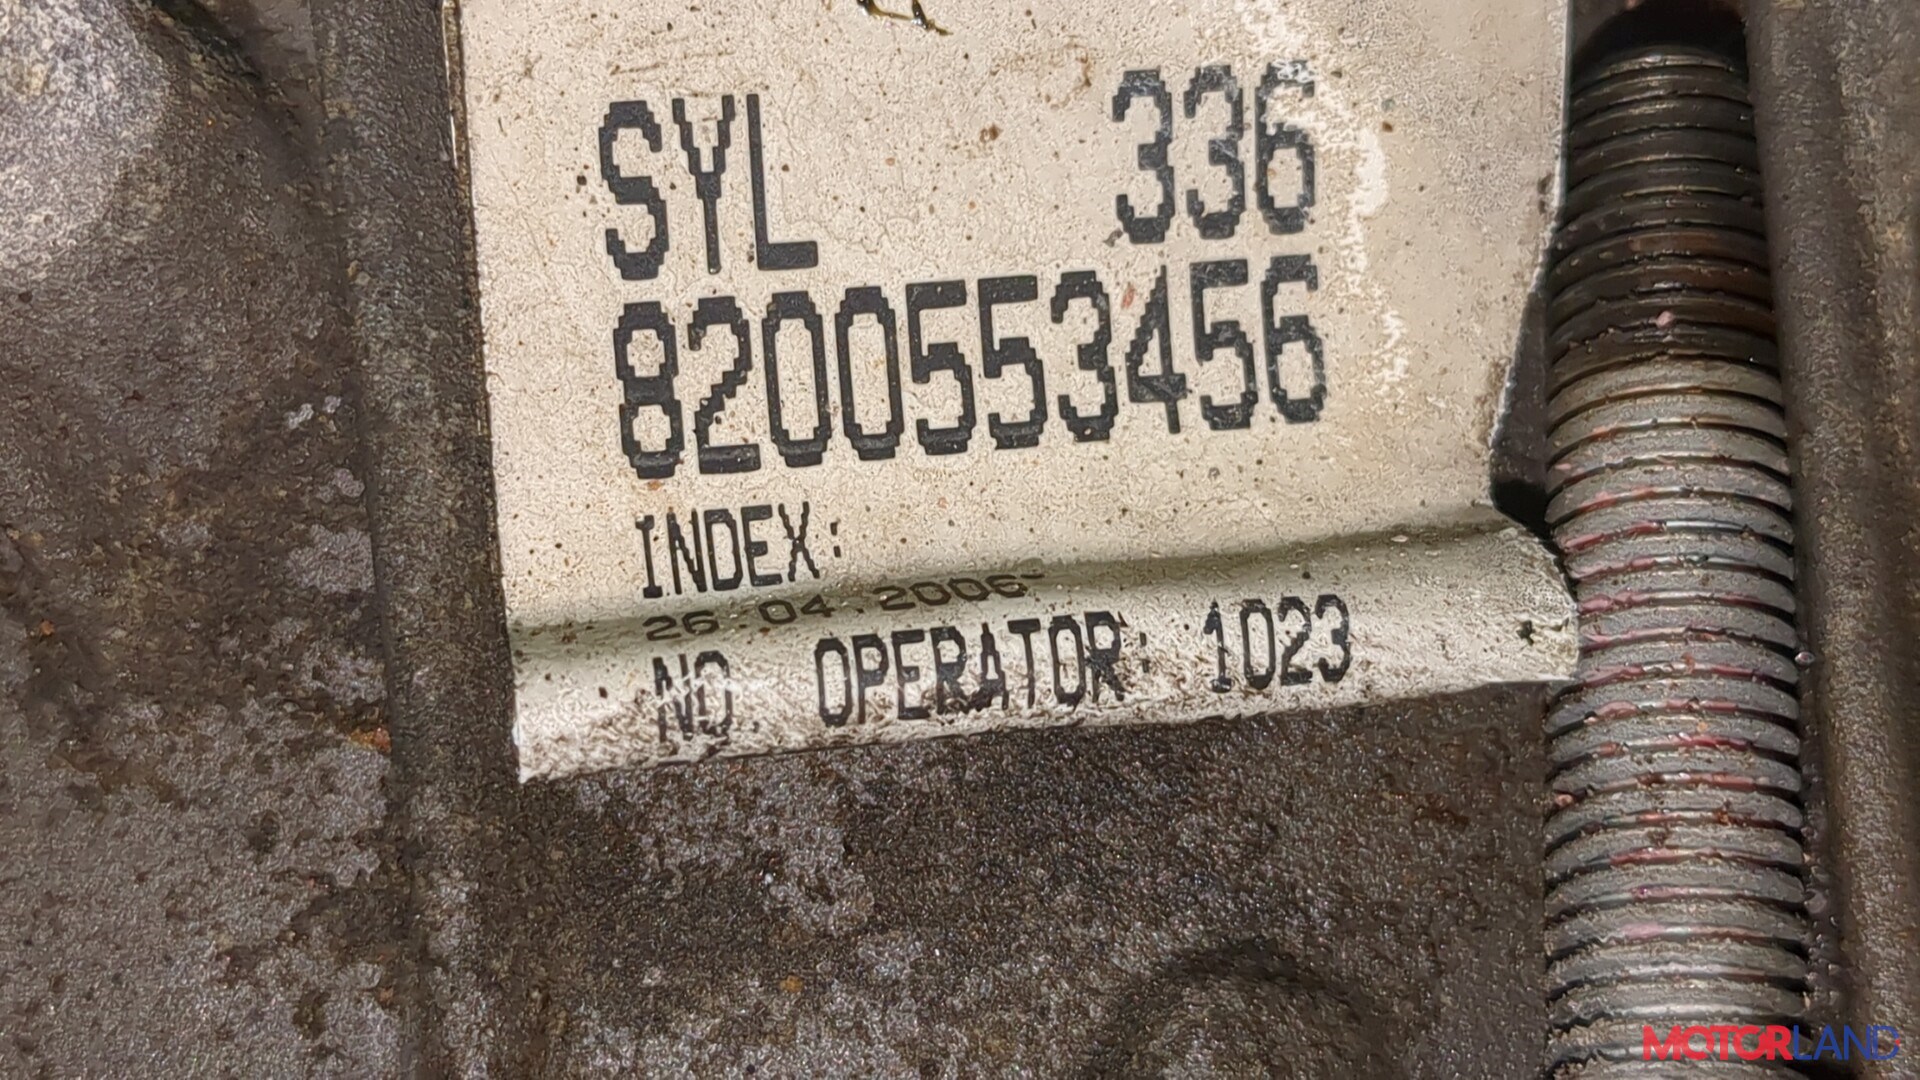 SYL 336
8200553456
INDEX:
26.04.2006
NO. OPERATOR: 1023
MOTORLAND